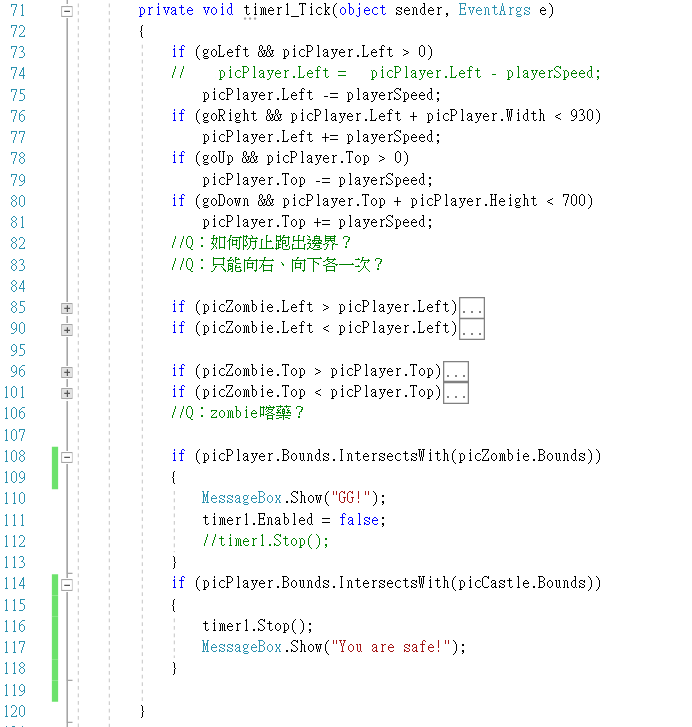 71 private void timer1_Tick(object sender, EventArgs e)
72 {
73 if (goLeft && picPlayer.Left > 0)
74 // picPlayer.Left = picPlayer.Left - playerSpeed;
75 picPlayer.Left -= playerSpeed;
76 if (goRight && picPlayer.Left + picPlayer.Width < 930)
77 picPlayer.Left += playerSpeed;
78 if (goUp && picPlayer.Top > 0)
79 picPlayer.Top -= playerSpeed;
80 if (goDown && picPlayer.Top + picPlayer.Height < 700)
81 picPlayer.Top += playerSpeed;
82 //Q：如何防止跑出邊界？
83 //Q：只能向右、向下各一次？
84
85 if (picZombie.Left > picPlayer.Left)...
90 if (picZombie.Left < picPlayer.Left)...
95
96 if (picZombie.Top > picPlayer.Top)...
101 if (picZombie.Top < picPlayer.Top)...
106 //Q：zombie喀藥？
107
108 if (picPlayer.Bounds.IntersectsWith(picZombie.Bounds))
109 {
110 MessageBox.Show("GG!");
111 timer1.Enabled = false;
112 //timer1.Stop();
113 }
114 if (picPlayer.Bounds.IntersectsWith(picCastle.Bounds))
115 {
116 timer1.Stop();
117 MessageBox.Show("You are safe!");
118 }
119
120 }